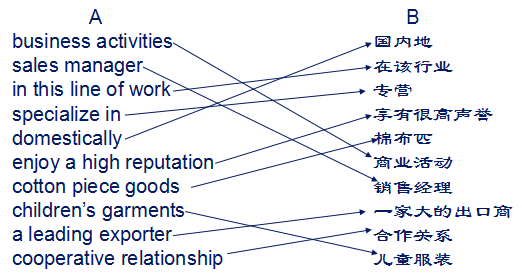 A B
business activities 国内地
sales manager 在该行业
in this line of work 专营
specialize in 享有很高声誉
domestically 棉布匹
enjoy a high reputation 商业活动
cotton piece goods 销售经理
children's garments 一家大的出口商
a leading exporter 合作关系
cooperative relationship 儿童服装